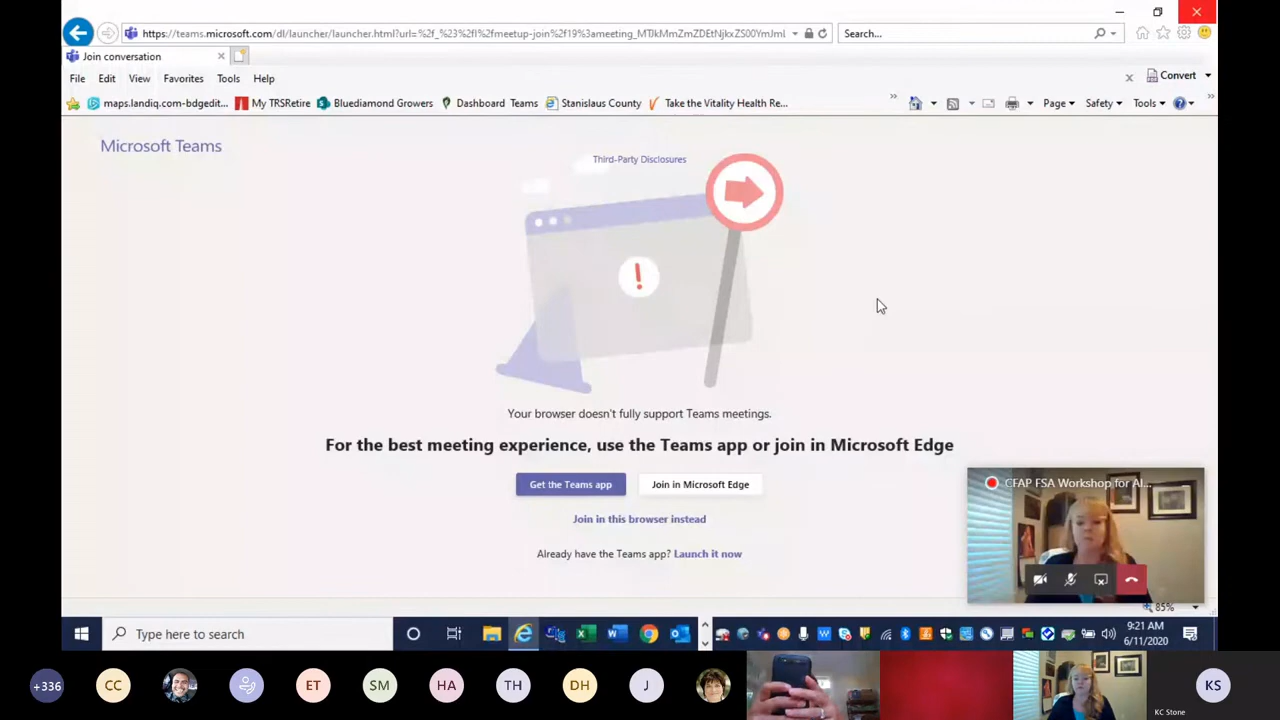 https://teams.microsoft.com/dl/launcher/launcher.html?url=%2f_%23%2fl%2fmeetup-join%2f19%3ameeting_
Search...
Join conversation
File Edit View Favorites Tools Help
Convert
maps.landiq.com-bdgedit... My TRSRetire Bluediamond Growers Dashboard Teams Stanislaus County Take the Vitality Health Re...
Page Safety Tools
Microsoft Teams
Third-Party Disclosures
!
Your browser doesn't fully support Teams meetings.
For the best meeting experience, use the Teams app or join in Microsoft Edge
Get the Teams app Join in Microsoft Edge
CFAP FSA Workshop for Al...
Join in this browser instead
Already have the Teams app? Launch it now
85%
Type here to search
9:21 AM
6/11/2020
+336 CC ET SM HA TH DH J KS
KC Stone